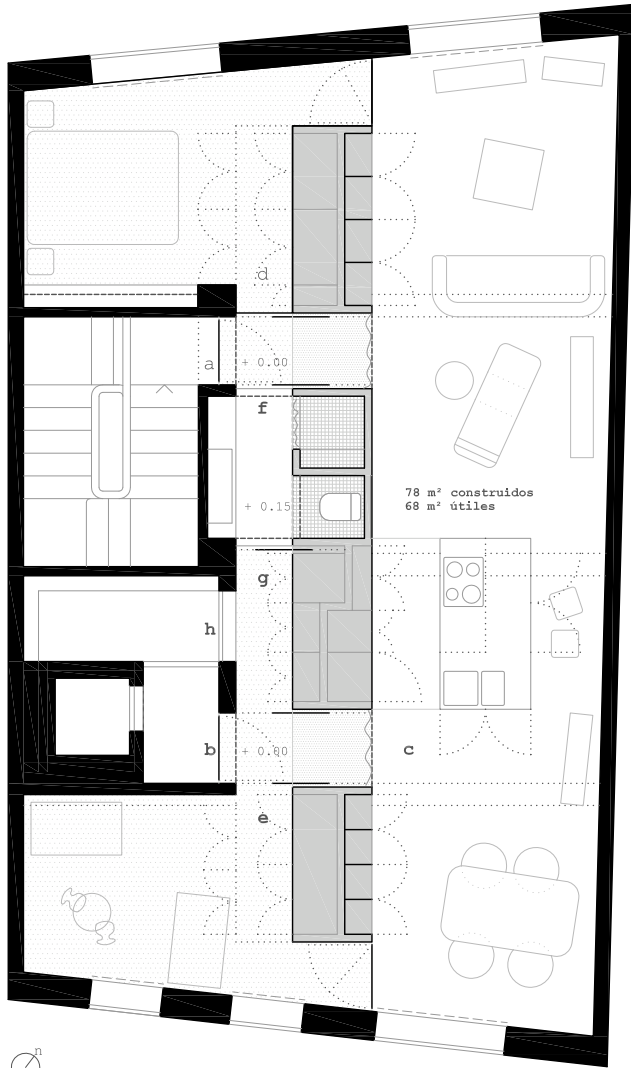 d
a
+ 0.00
f
78 m² construidos
68 m² útiles
+ 0.15
g
h
b
+ 0.00
c
e
n